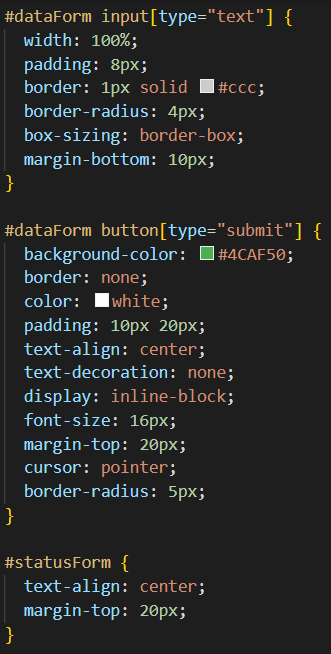 #dataForm input[type="text"] {
  width: 100%;
  padding: 8px;
  border: 1px solid #ccc;
  border-radius: 4px;
  box-sizing: border-box;
  margin-bottom: 10px;
}

#dataForm button[type="submit"] {
  background-color: #4CAF50;
  border: none;
  color: white;
  padding: 10px 20px;
  text-align: center;
  text-decoration: none;
  display: inline-block;
  font-size: 16px;
  margin-top: 20px;
  cursor: pointer;
  border-radius: 5px;
}

#statusForm {
  text-align: center;
  margin-top: 20px;
}